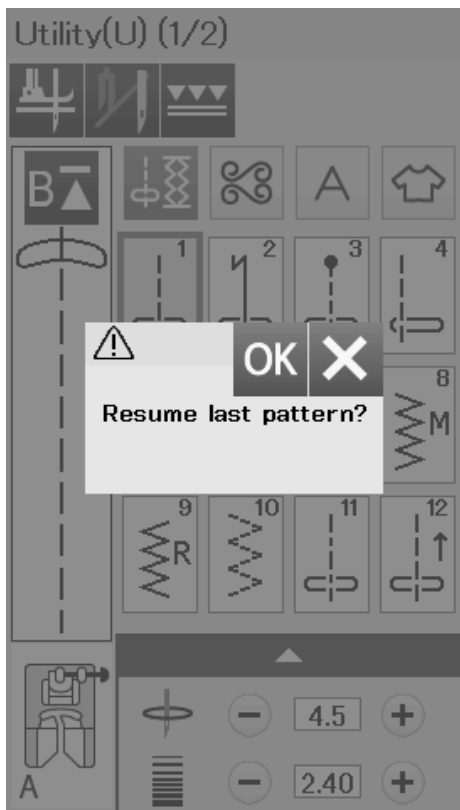 Utility(U) (1/2)
B
A
1 2 3 4
OK
Resume last pattern?
8
M
9 10 11 12
R
4.5
2.40
A